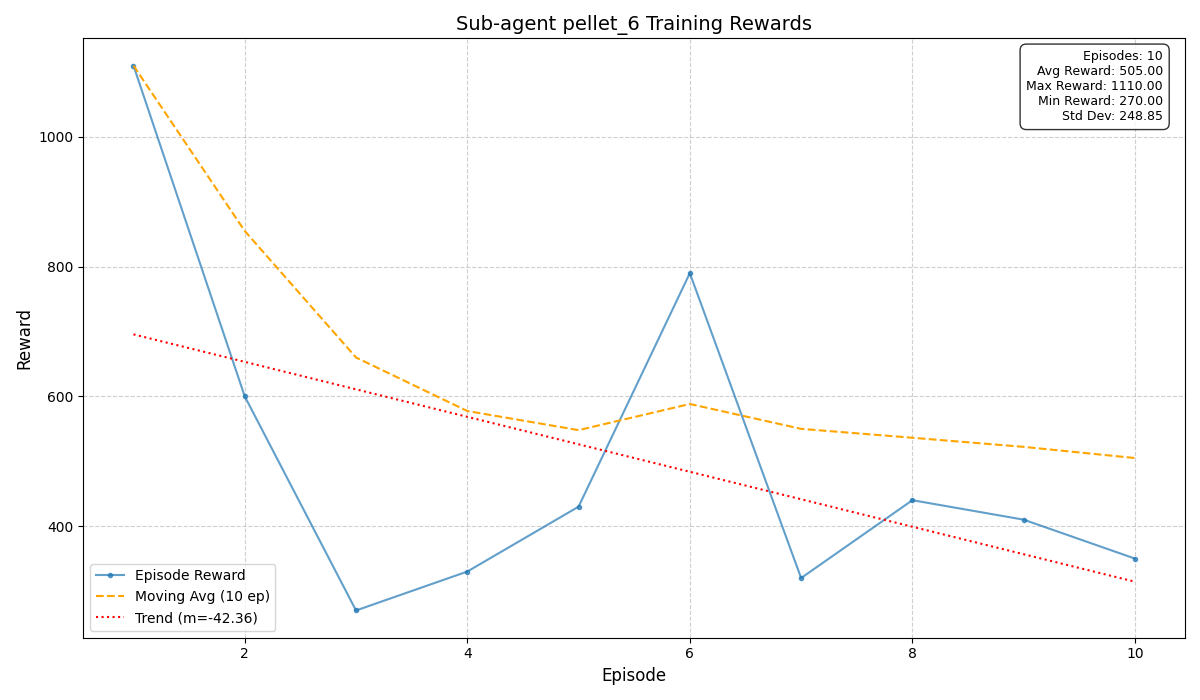 Sub-agent pellet_6 Training Rewards
Episodes: 10
Avg Reward: 505.00
Max Reward: 1110.00
Min Reward: 270.00
Std Dev: 248.85
Reward
1000
800
600
400
Episode Reward
Moving Avg (10 ep)
Trend (m=-42.36)
2
4
6
8
10
Episode